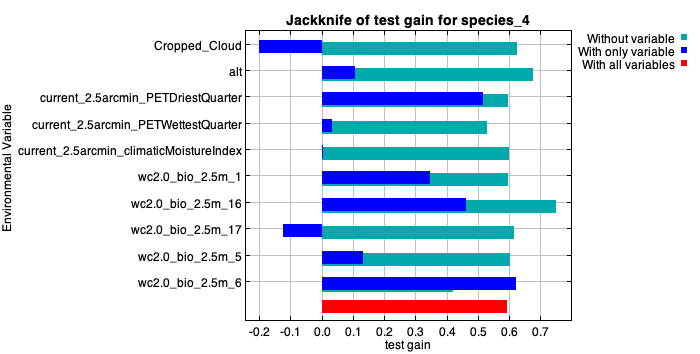 Jackknife of test gain for species_4
Without variable
With only variable
With all variables
Environmental Variable
Cropped_Cloud
alt
current_2.5arcmin_PETDriestQuarter
current_2.5arcmin_PETWettestQuarter
current_2.5arcmin_climaticMoistureIndex
wc2.0_bio_2.5m_1
wc2.0_bio_2.5m_16
wc2.0_bio_2.5m_17
wc2.0_bio_2.5m_5
wc2.0_bio_2.5m_6
-0.2 -0.1 0.0 0.1 0.2 0.3 0.4 0.5 0.6 0.7
test gain